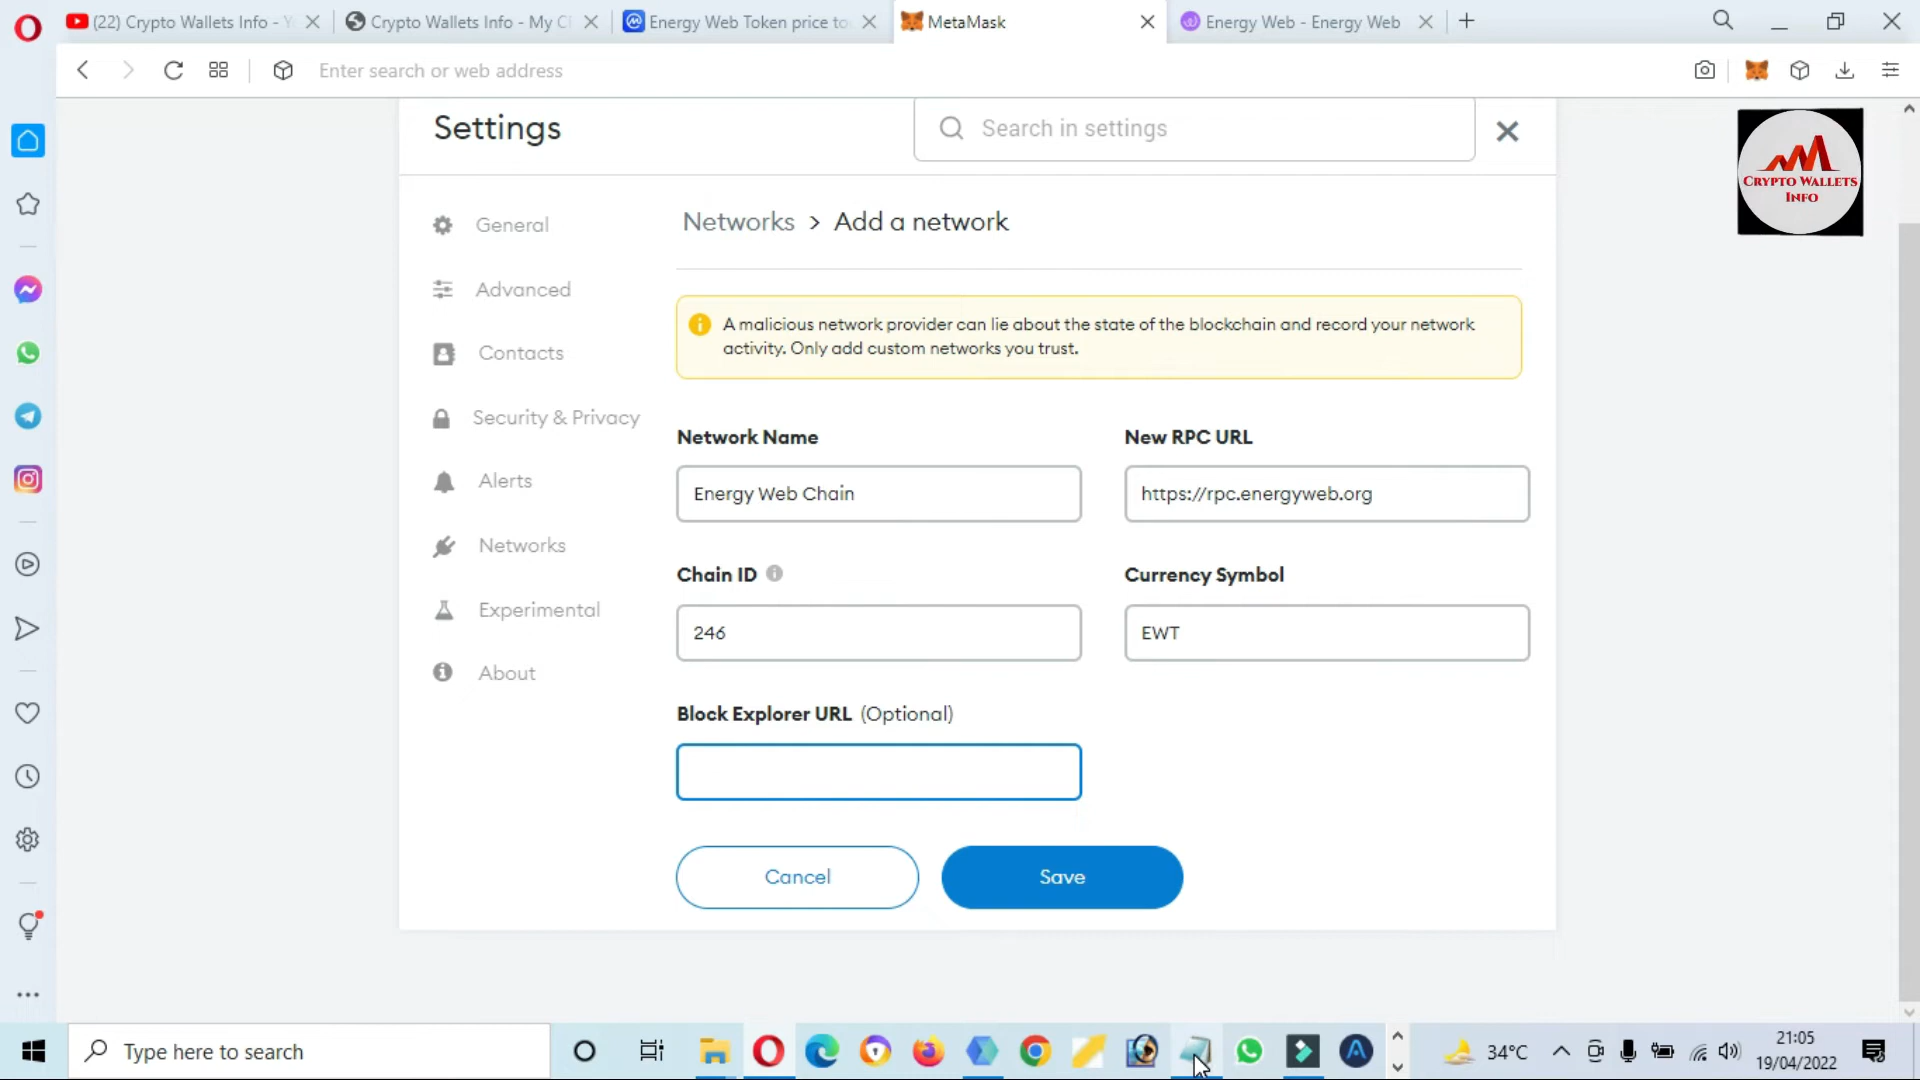 (22) Crypto Wallets Info - Y
Crypto Wallets Info - My C
Energy Web Token price to
MetaMask
Energy Web - Energy Web
Enter search or web address
Settings
Search in settings
CRYPTO WALLETS
INFO
General
Advanced
Contacts
Security & Privacy
Alerts
Networks
Experimental
About
Networks > Add a network
A malicious network provider can lie about the state of the blockchain and record your network
activity. Only add custom networks you trust.
Network Name
New RPC URL
Energy Web Chain
https://rpc.energyweb.org
Chain ID
Currency Symbol
246
EWT
Block Explorer URL (Optional)
Cancel
Save
Type here to search
34°C
21:05
19/04/2022